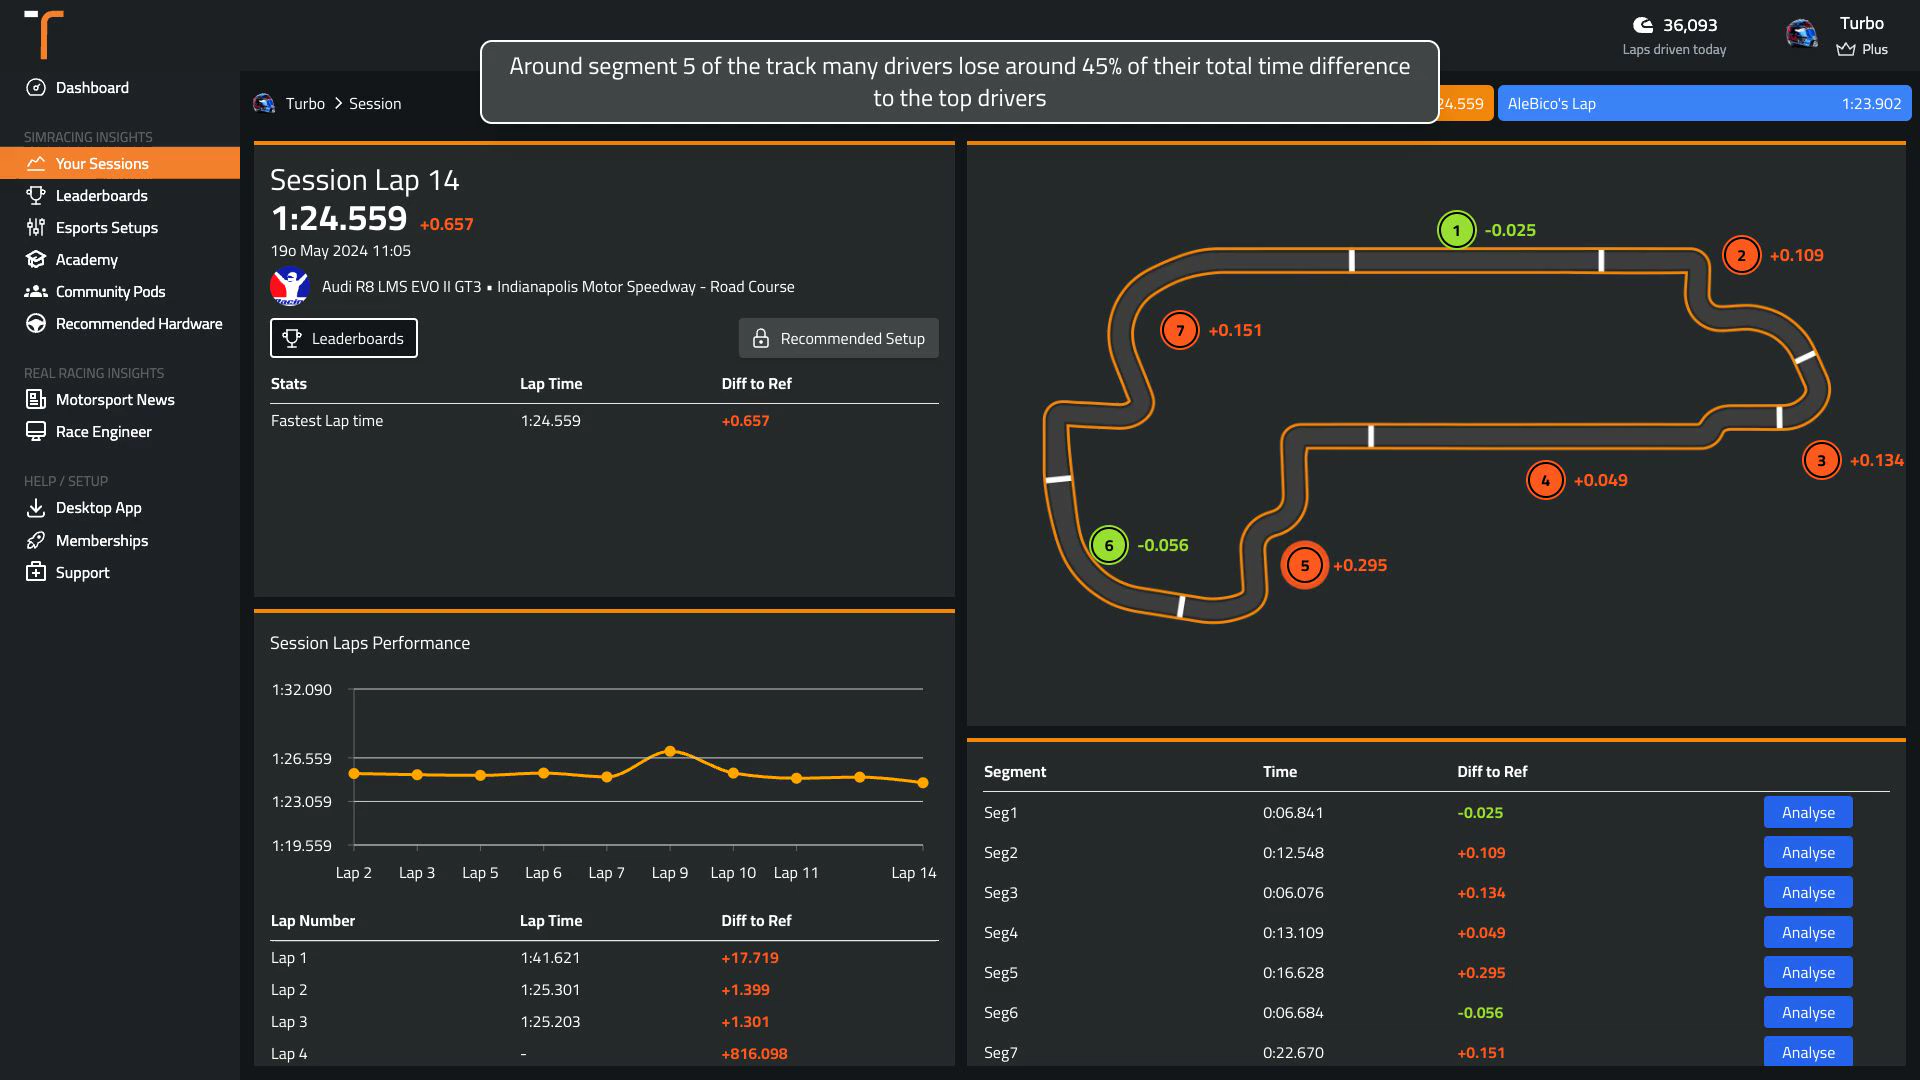 36,093
Laps driven today
Turbo
Plus
Dashboard
SIMRACING INSIGHTS
Your Sessions
Leaderboards
Esports Setups
Academy
Community Pods
Recommended Hardware
REAL RACING INSIGHTS
Motorsport News
Race Engineer
HELP / SETUP
Desktop App
Memberships
Support
Turbo > Session
Around segment 5 of the track many drivers lose around 45% of their total time difference
to the top drivers
24.559
AleBico's Lap 1:23.902
Session Lap 14
1:24.559 +0.657
19o May 2024 11:05
Audi R8 LMS EVO II GT3 • Indianapolis Motor Speedway - Road Course
Leaderboards
Recommended Setup
Stats Lap Time Diff to Ref
Fastest Lap time 1:24.559 +0.657
1 -0.025
2 +0.109
7 +0.151
3 +0.134
4 +0.049
6 -0.056
5 +0.295
Session Laps Performance
1:32.090
1:26.559
1:23.059
1:19.559
Lap 2 Lap 3 Lap 5 Lap 6 Lap 7 Lap 9 Lap 10 Lap 11 Lap 14
Lap Number Lap Time Diff to Ref
Lap 1 1:41.621 +17.719
Lap 2 1:25.301 +1.399
Lap 3 1:25.203 +1.301
Lap 4 - +816.098
Segment Time Diff to Ref
Seg1 0:06.841 -0.025 Analyse
Seg2 0:12.548 +0.109 Analyse
Seg3 0:06.076 +0.134 Analyse
Seg4 0:13.109 +0.049 Analyse
Seg5 0:16.628 +0.295 Analyse
Seg6 0:06.684 -0.056 Analyse
Seg7 0:22.670 +0.151 Analyse